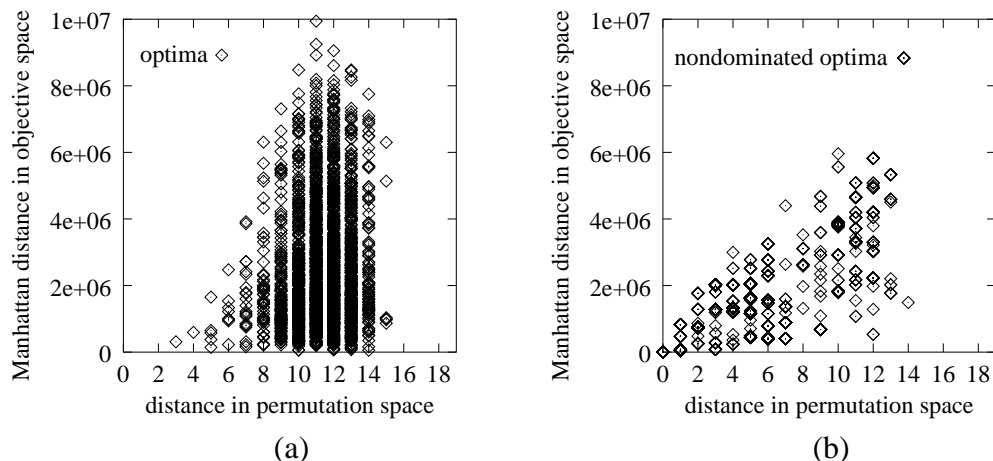 Manhattan distance in objective space
1e+07
8e+06
6e+06
4e+06
2e+06
0
optima
0 2 4 6 8 10 12 14 16 18
distance in permutation space
(a)
Manhattan distance in objective space
1e+07
8e+06
6e+06
4e+06
2e+06
0
nondominated optima
0 2 4 6 8 10 12 14 16 18
distance in permutation space
(b)